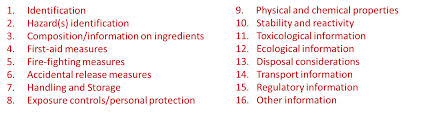 1. Identification
2. Hazard(s) identification
3. Composition/information on ingredients
4. First-aid measures
5. Fire-fighting measures
6. Accidental release measures
7. Handling and Storage
8. Exposure controls/personal protection
9. Physical and chemical properties
10. Stability and reactivity
11. Toxicological information
12. Ecological information
13. Disposal considerations
14. Transport information
15. Regulatory information
16. Other information